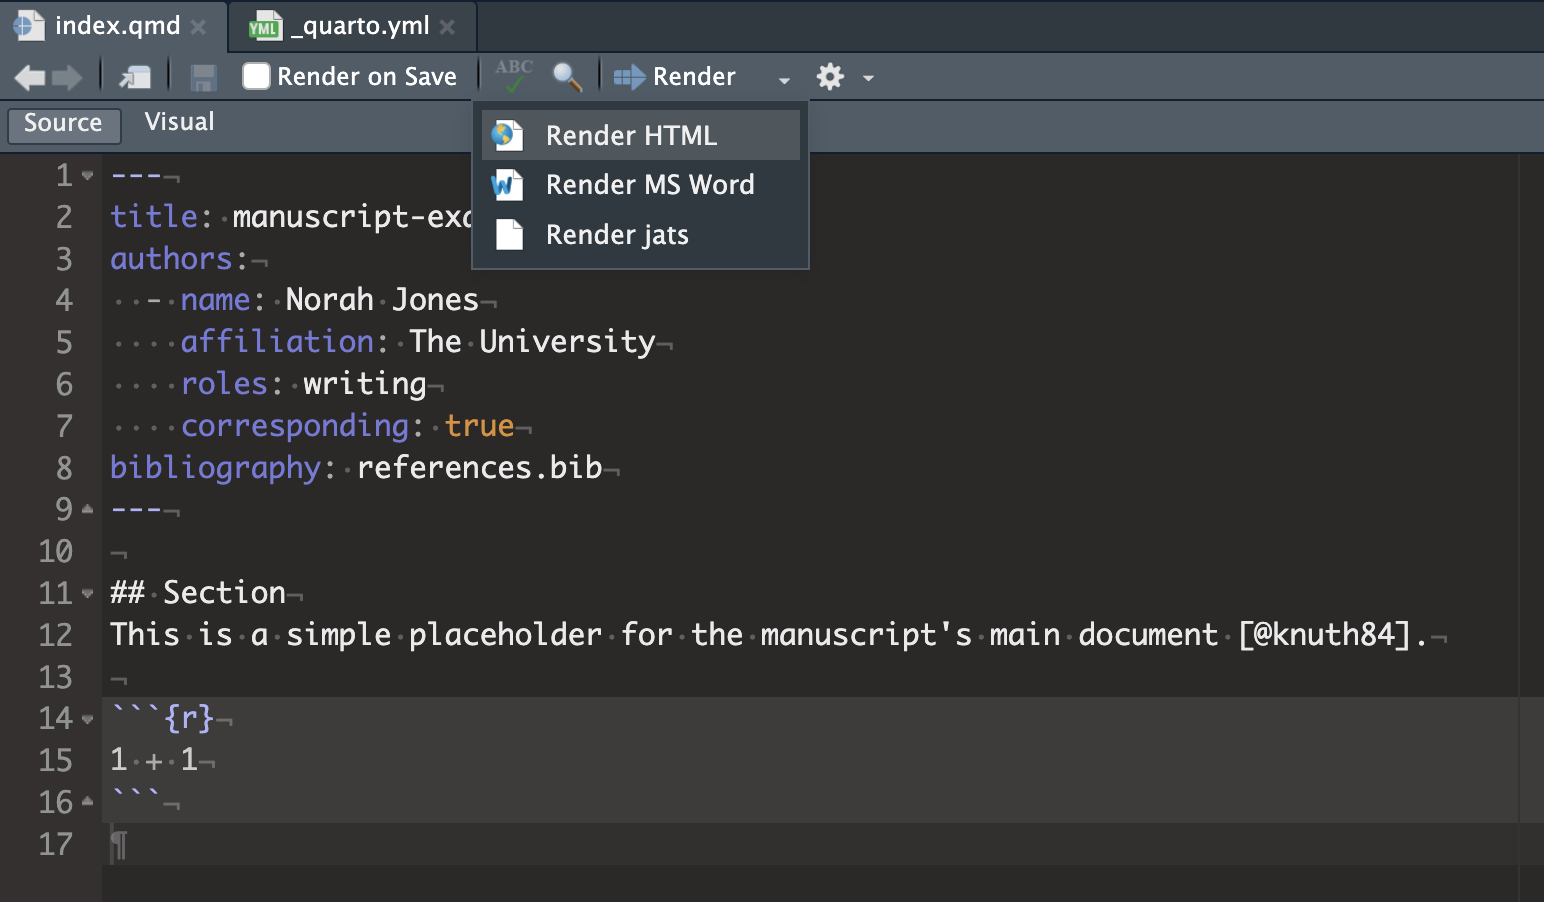 index.qmd
_quarto.yml
YML
Render on Save
ABC
Render
Source
Visual
Render HTML
Render MS Word
Render jats
1 ---
2 title: manuscript-exa
3 authors:
4 - name: Norah Jones
5 affiliation: The University
6 roles: writing
7 corresponding: true
8 bibliography: references.bib
9 ---
10
11 ## Section
12 This is a simple placeholder for the manuscript's main document [@knuth84].
13
14 ```{r}
15 1 + 1
16 ```
17